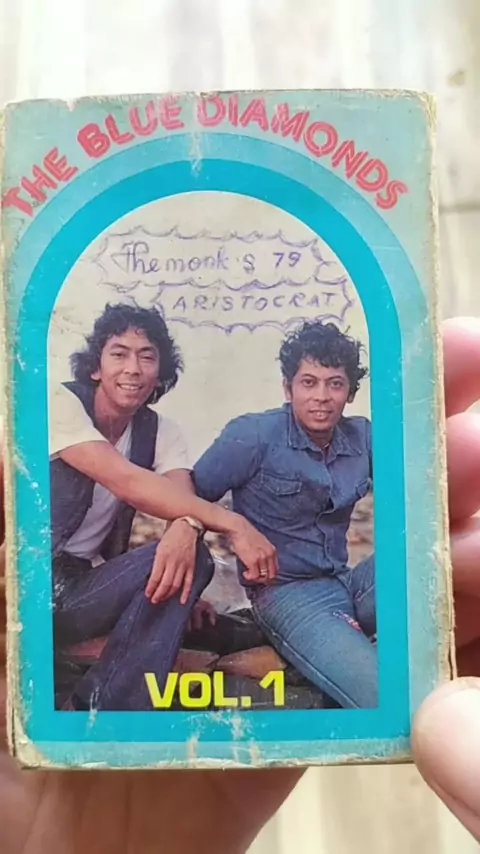 THE BLUE DIAMONDS
Themonk's 79
ARISTOCRAT
VOL.1